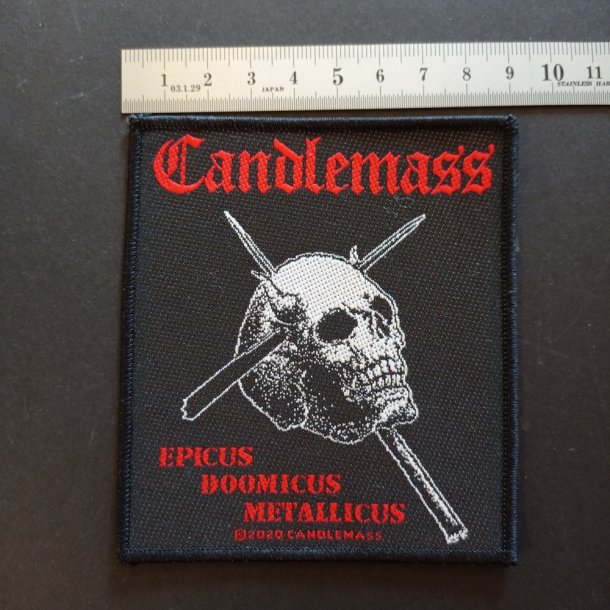 1 2 3 4 5 6 7 8 9 10 11
03.1.29 JAPAN STAINLESS HAR
Candlemass
EPICUS
DOOMICUS
METALLICUS
©2020 CANDLEMASS